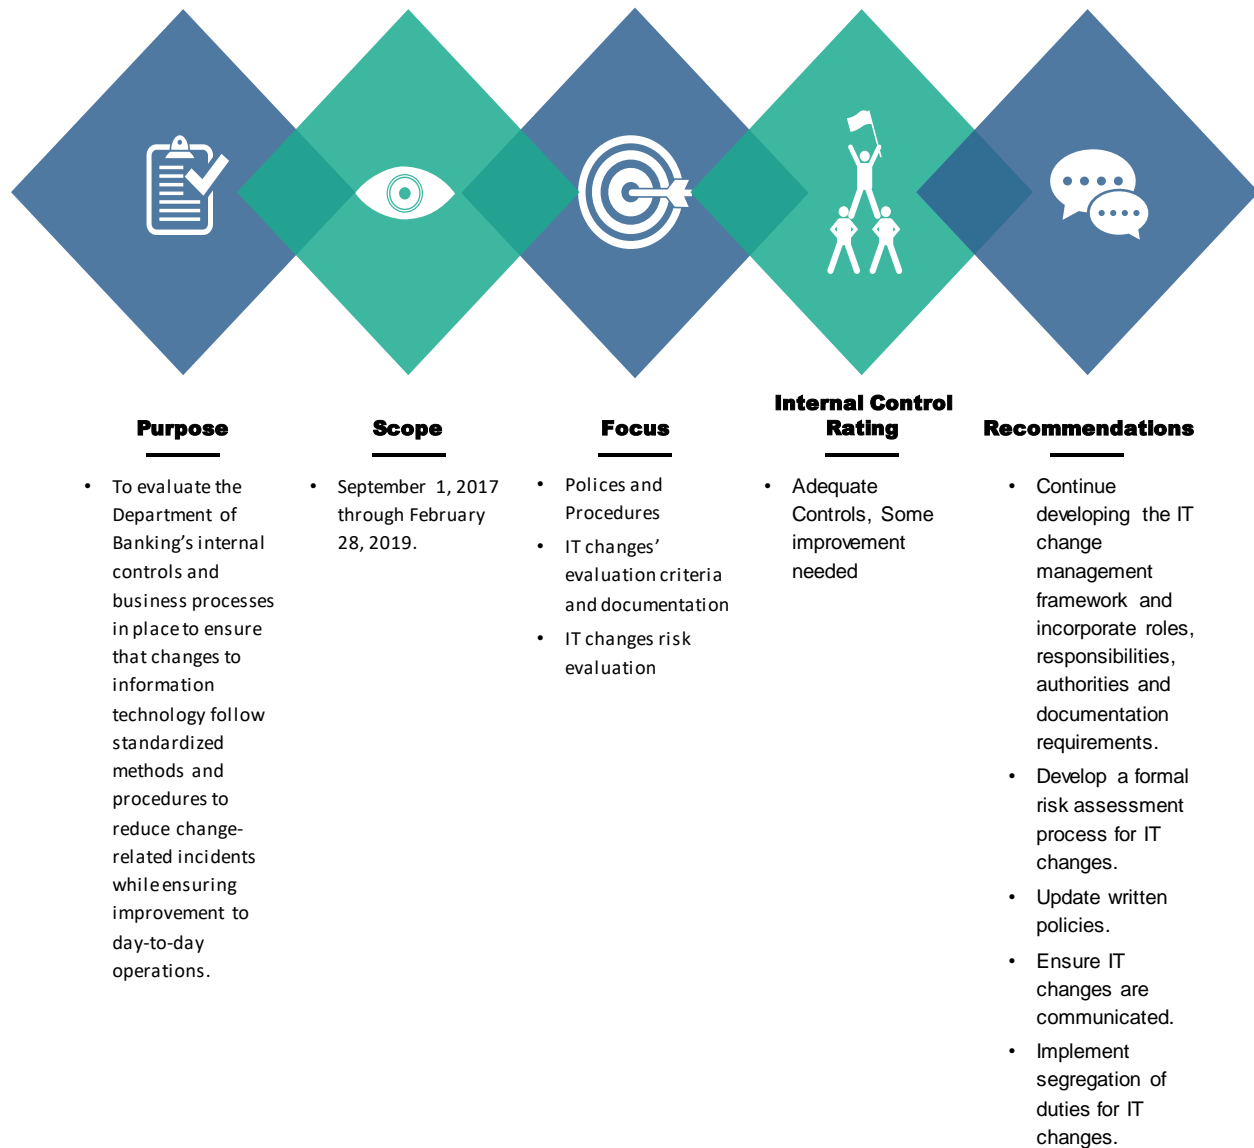 Purpose
• To evaluate the
Department of
Banking’s internal
controls and
business processes
in place to ensure
that changes to
information
technology follow
standardized
methods and
procedures to
reduce change-
related incidents
while ensuring
improvement to
day-to-day
operations.
Scope
• September 1, 2017
through February
28, 2019.
Focus
• Polices and
Procedures
• IT changes’
evaluation criteria
and documentation
• IT changes risk
evaluation
Internal Control
Rating
• Adequate
Controls, Some
improvement
needed
Recommendations
• Continue
developing the IT
change
management
framework and
incorporate roles,
responsibilities,
authorities and
documentation
requirements.
• Develop a formal
risk assessment
process for IT
changes.
• Update written
policies.
• Ensure IT
changes are
communicated.
• Implement
segregation of
duties for IT
changes.